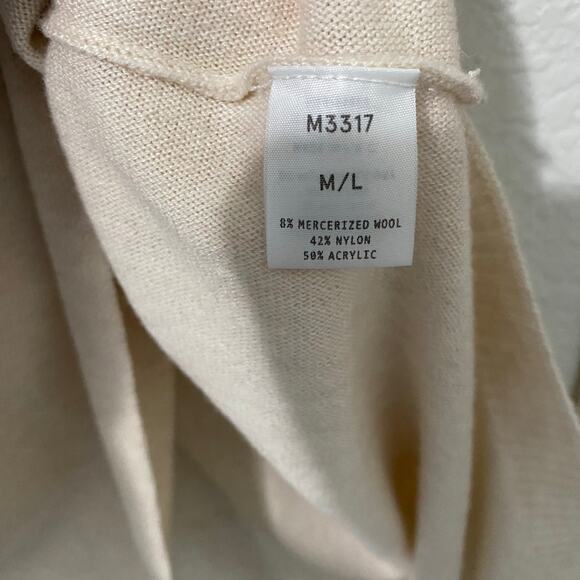 M3317
M/L
8% MERCERIZED WOOL
42% NYLON
50% ACRYLIC